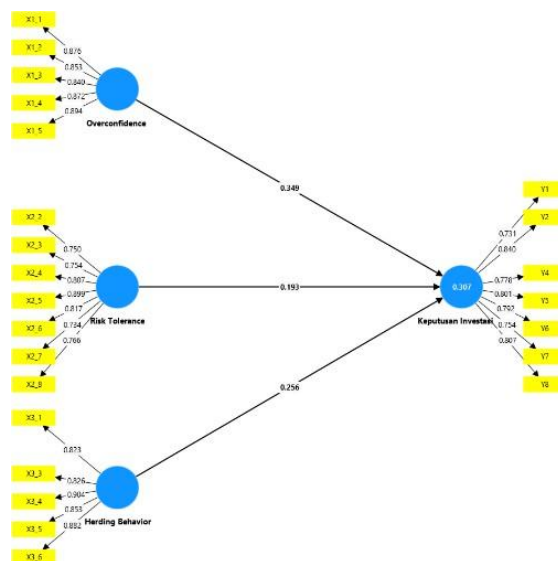 X1_1
X1_2
X1_3
X1_4
X1_5
0.876
0.853
0.840
0.872
0.894
Overconfidence
0.349
X2_2
X2_3
X2_4
X2_5
X2_6
X2_7
X2_8
0.750
0.754
0.807
0.899
0.817
0.734
0.766
Risk Tolerance
0.193
X3_1
X3_3
X3_4
X3_5
X3_6
0.823
0.826
0.904
0.853
0.882
Herding Behavior
0.256
0.307
Keputusan Investasi
0.731
0.840
0.778
0.801
0.792
0.754
0.807
Y1
Y2
Y4
Y5
Y6
Y7
Y8